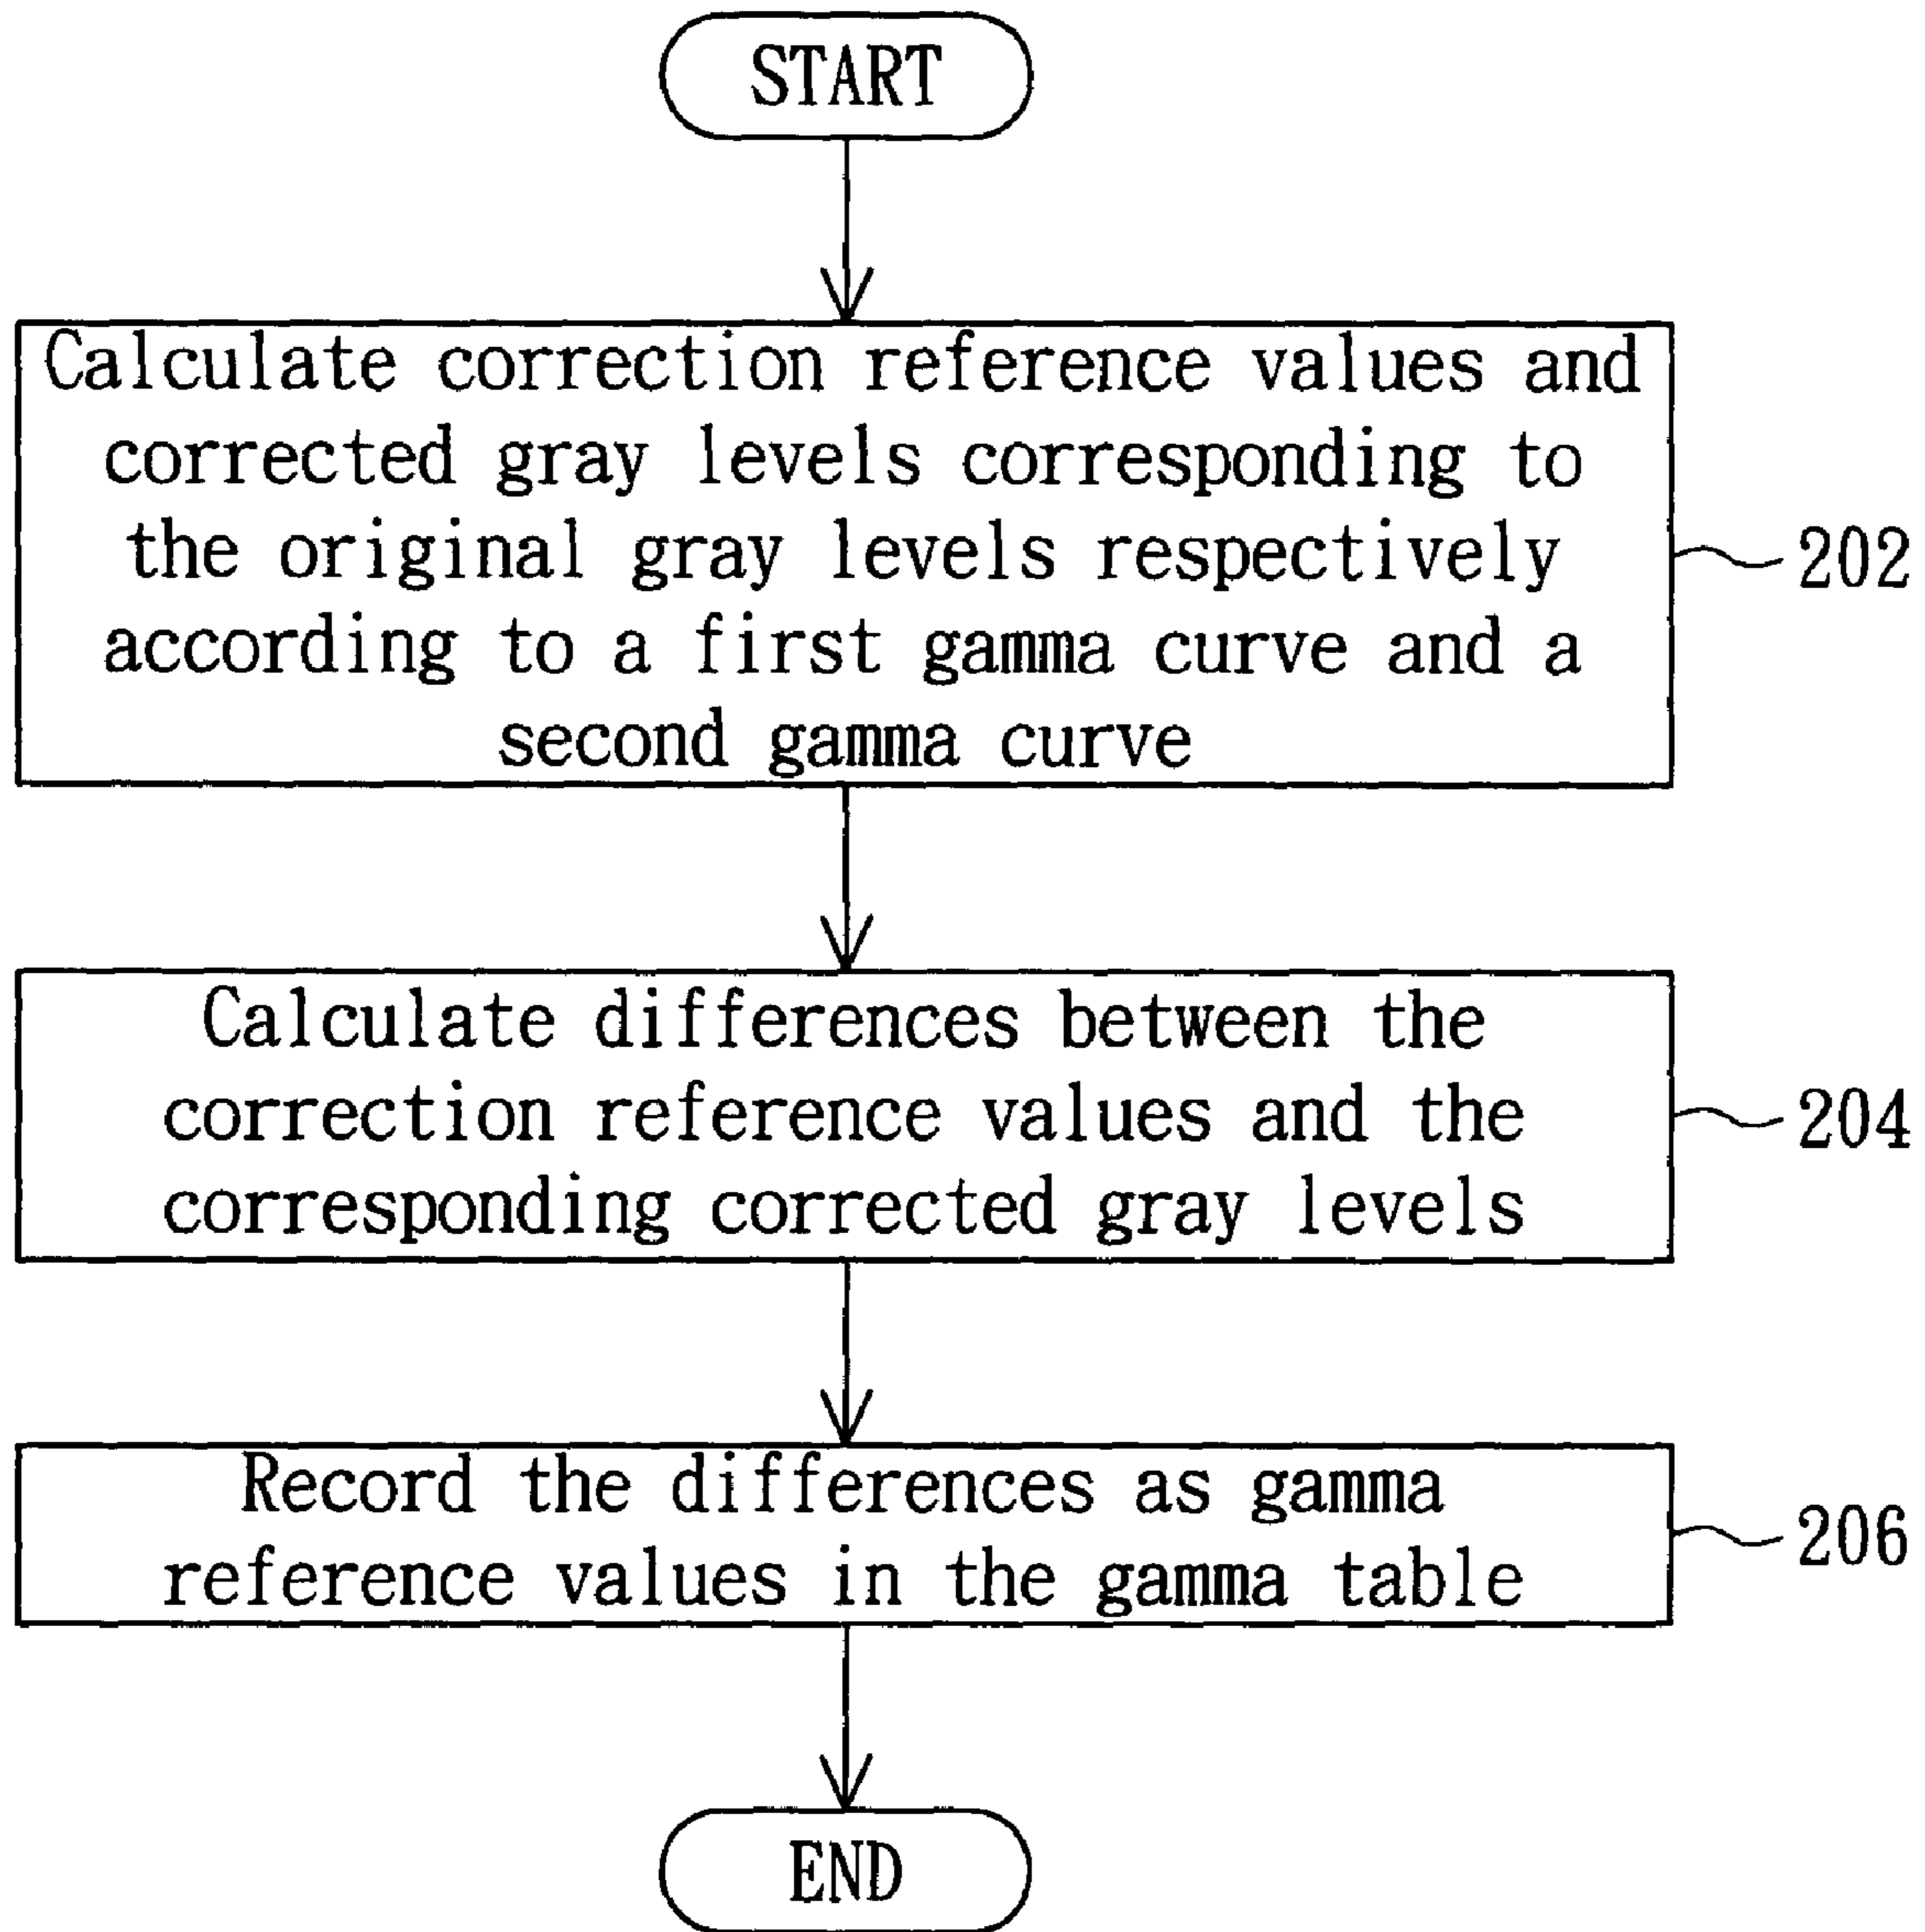 START
Calculate correction reference values and
corrected gray levels corresponding to
the original gray levels respectively
according to a first gamma curve and a
second gamma curve
202
Calculate differences between the
correction reference values and the
corresponding corrected gray levels
204
Record the differences as gamma
reference values in the gamma table
206
END